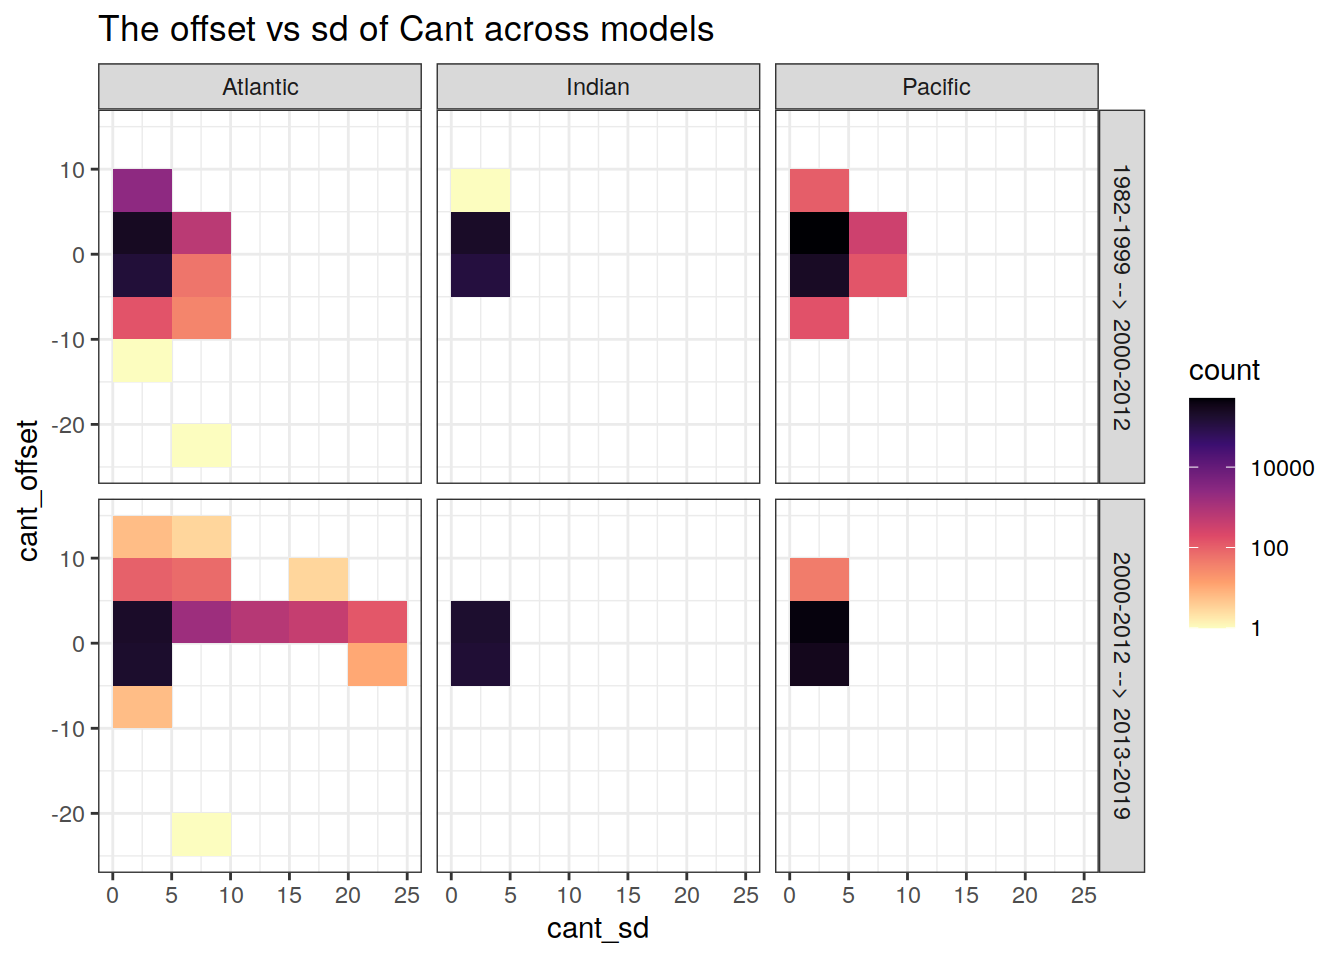 The offset vs sd of Cant across models
Atlantic
Indian
Pacific
1982-1999 --> 2000-2012
2000-2012 --> 2013-2019
cant_offset
10
0
-10
-20
10
0
-10
-20
0 5 10 15 20 25
0 5 10 15 20 25
0 5 10 15 20 25
cant_sd
count
10000
100
1